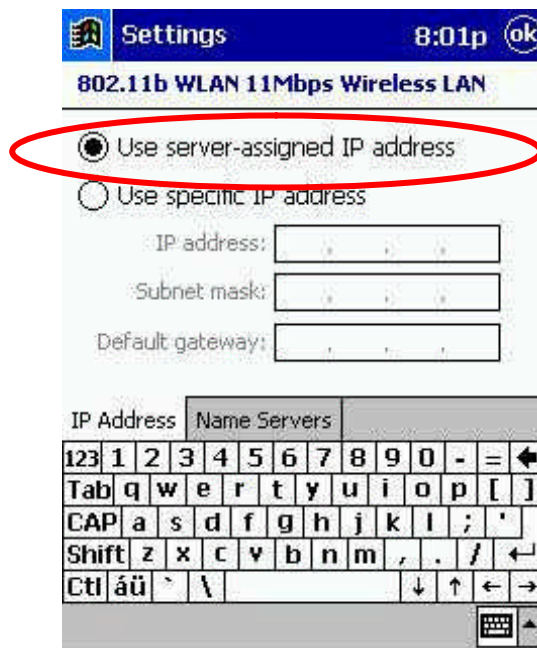 Settings 8:01p ok
802.11b WLAN 11Mbps Wireless LAN
Use server-assigned IP address
Use specific IP address
IP address: . . .
Subnet mask: . . .
Default gateway: . . .
IP Address Name Servers
123 1 2 3 4 5 6 7 8 9 0 - =
Tab q w e r t y u i o p [ ]
CAP a s d f g h j k l ; '
Shift z x c v b n m , . /
Ctl áü ` \ ↓ ↑ ← →